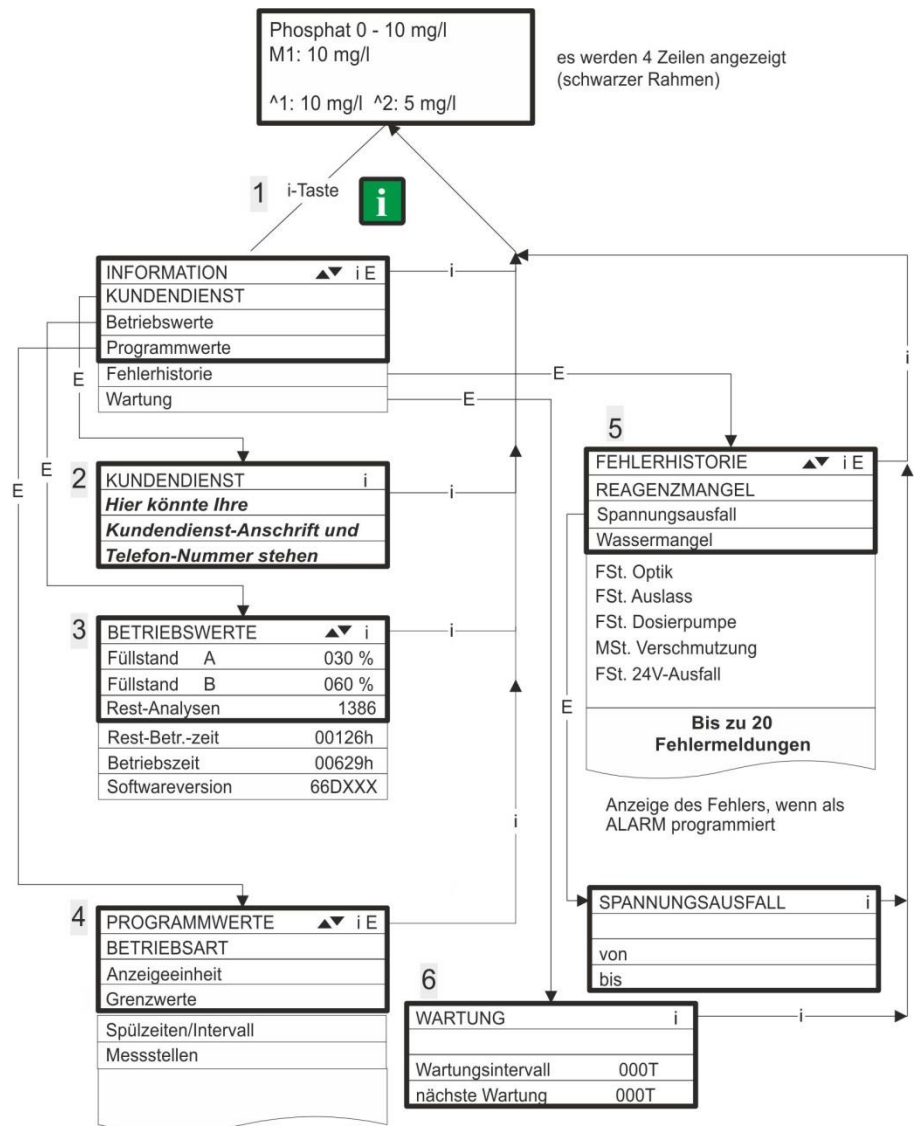 Phosphat 0 - 10 mg/l
M1: 10 mg/l
^1: 10 mg/l ^2: 5 mg/l
es werden 4 Zeilen angezeigt
(schwarzer Rahmen)
1 i-Taste i
INFORMATION ▲▼ i E
KUNDENDIENST
Betriebswerte
Programmwerte
Fehlerhistorie
Wartung
i
i
E
E
E
E
E
2
KUNDENDIENST i
Hier könnte Ihre
Kundendienst-Anschrift und
Telefon-Nummer stehen
i
3
BETRIEBSWERTE ▲▼ i
Füllstand A 030 %
Füllstand B 060 %
Rest-Analysen 1386
Rest-Betr.-zeit 00126h
Betriebszeit 00629h
Softwareversion 66DXXX
i
i
4
PROGRAMMWERTE ▲▼ i E
BETRIEBSART
Anzeigeeinheit
Grenzwerte
Spülzeiten/Intervall
Messstellen
5
FEHLERHISTORIE ▲▼ i E
REAGENZMANGEL
Spannungsausfall
Wassermangel
FSt. Optik
FSt. Auslass
FSt. Dosierpumpe
MSt. Verschmutzung
FSt. 24V-Ausfall
E
Bis zu 20
Fehlermeldungen
Anzeige des Fehlers, wenn als
ALARM programmiert
SPANNUNGSAUSFALL i
von
bis
6
WARTUNG i
Wartungsintervall 000T
nächste Wartung 000T
i